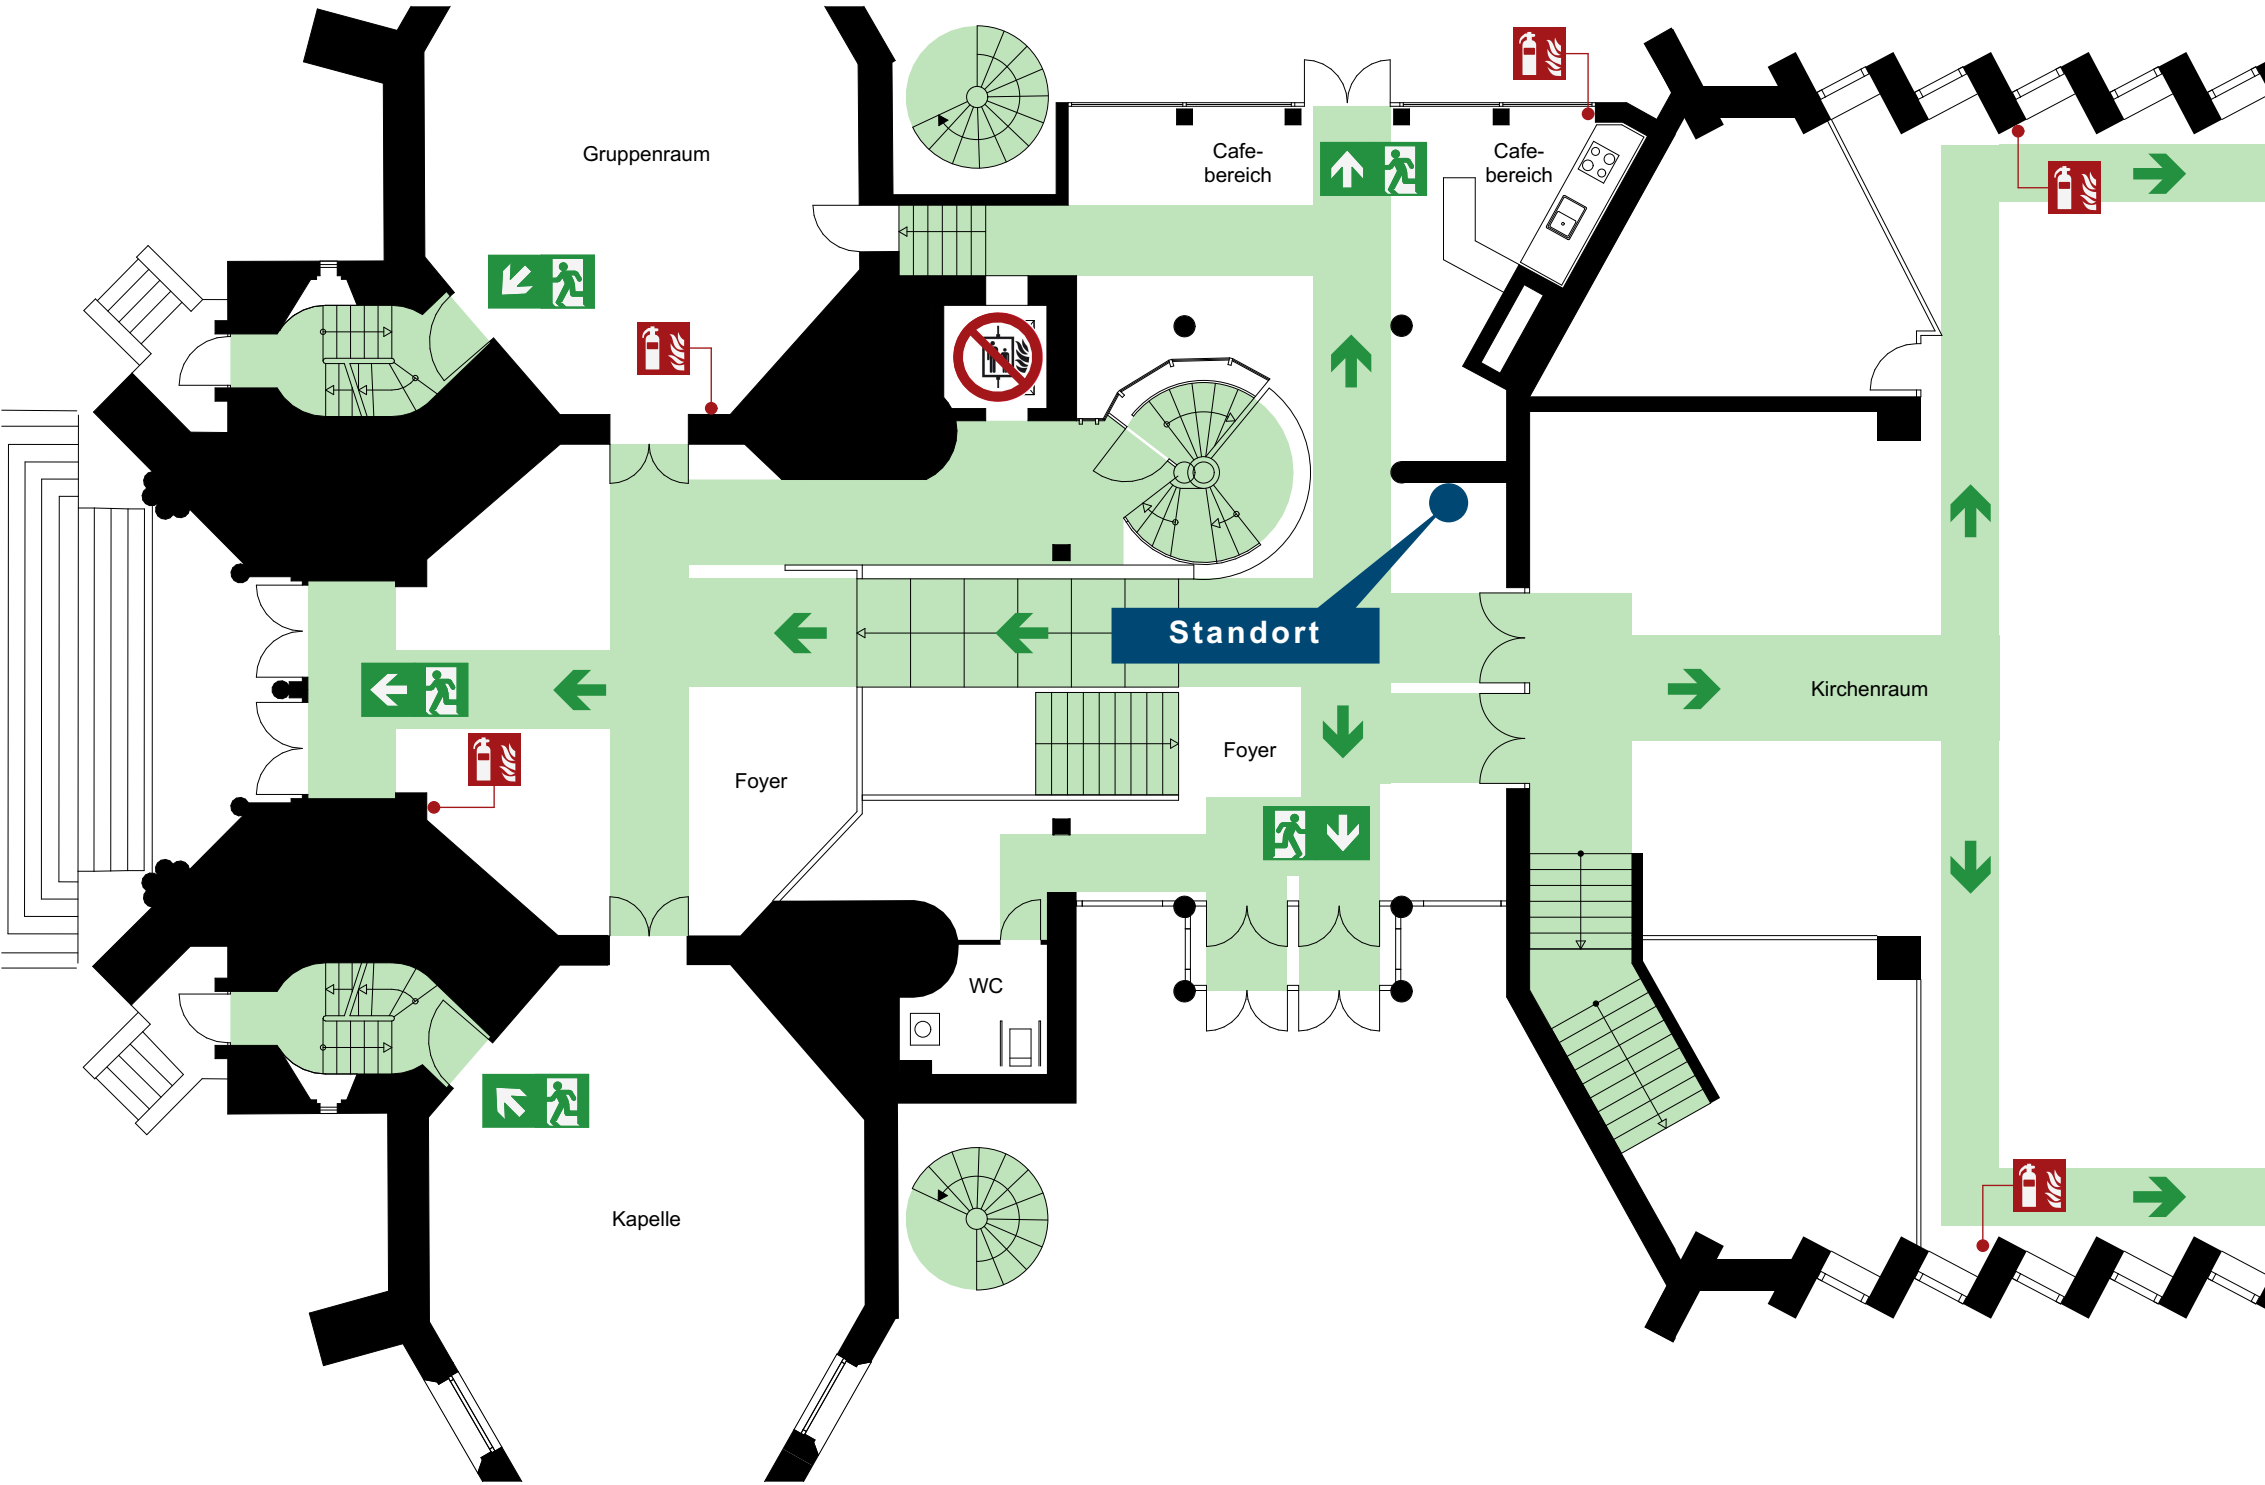 Gruppenraum
Cafe-
bereich
Cafe-
bereich
Standort
Kirchenraum
Foyer
Foyer
WC
Kapelle